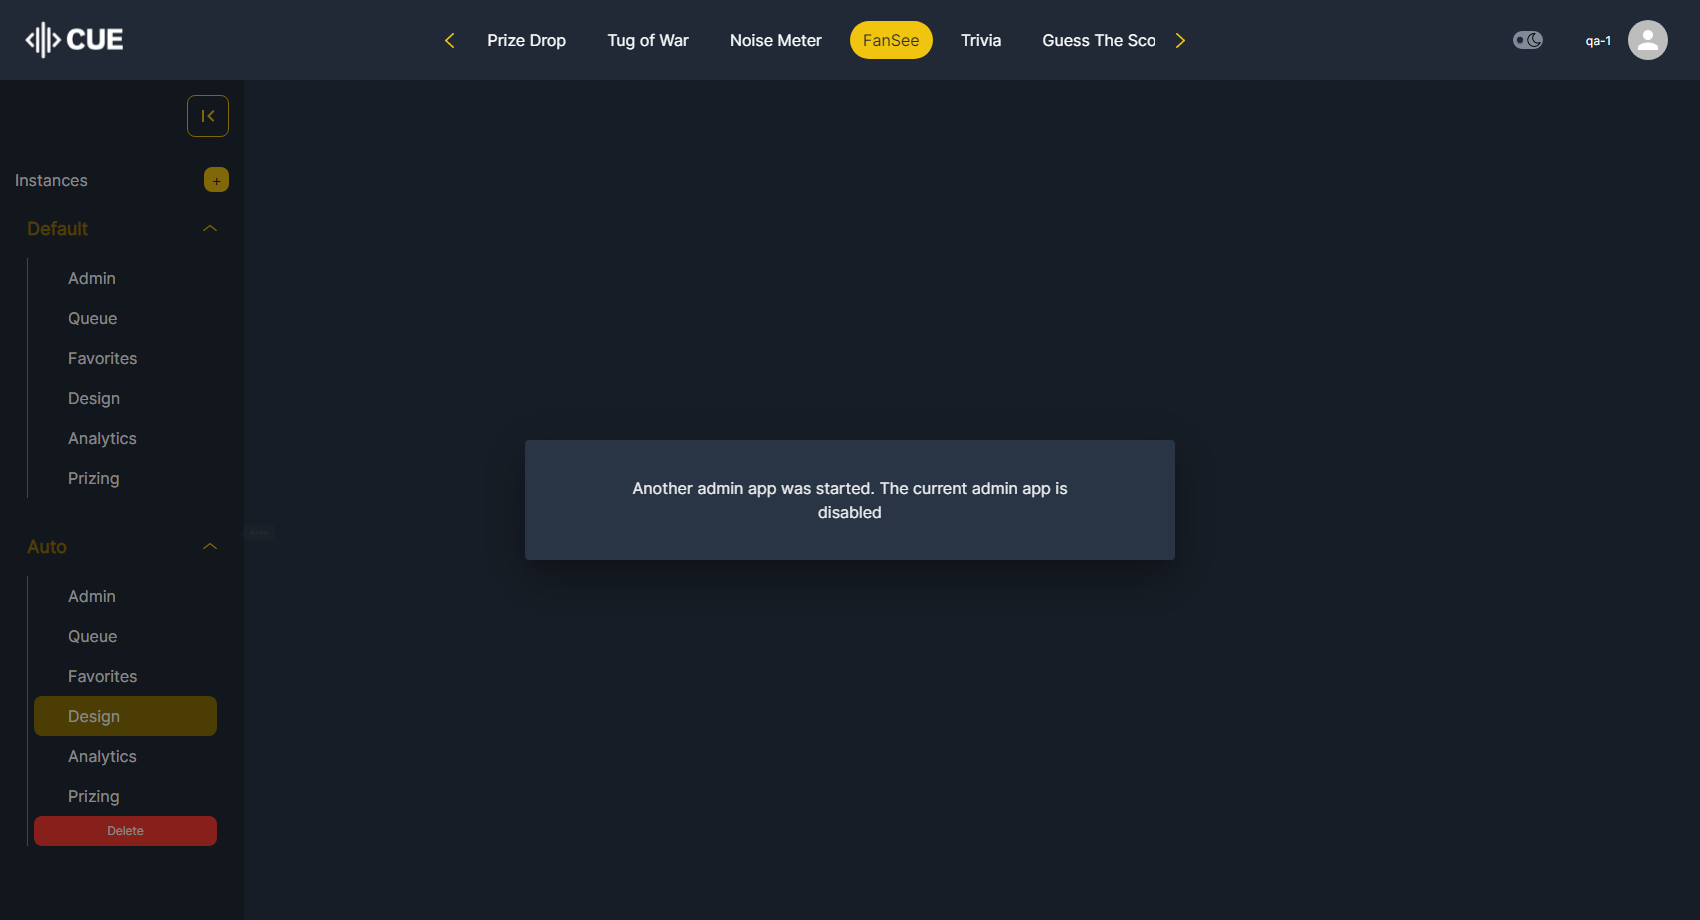 CUE
Prize Drop
Tug of War
Noise Meter
FanSee
Trivia
Guess The Sco
qa-1
Instances
+
Default
Admin
Queue
Favorites
Design
Analytics
Prizing
Auto
Admin
Queue
Favorites
Design
Analytics
Prizing
Delete
Another admin app was started. The current admin app is
disabled